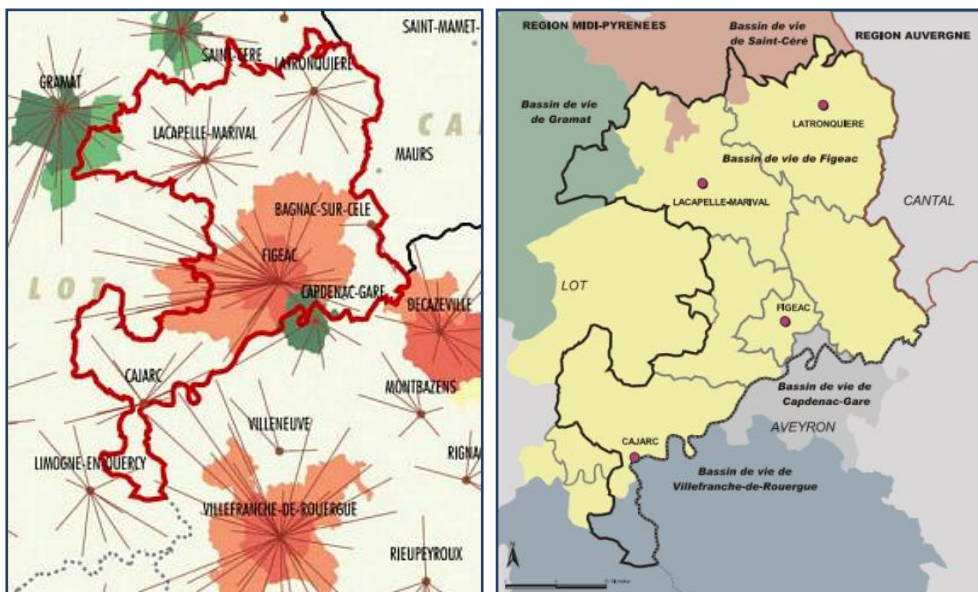 SAINT-MAMET-
SAINT-CERE
LATRONQUIERE
GRAMAT
CA
LACAPELLE-MARIVAL
MAURS
BAGNAC-SUR-CELE
FIGEAC
LOT
CAPDENAC-GARE
DECAZEVILLE
CAJARC
MONTBAZENS
VILLENEUVE
LIMOGNE-EN-QUERCY
RIGNA
VILLEFRANCHE-DE-ROUERGUE
RIEUPEYROUX
REGION MIDI-PYRENEES
Bassin de vie
de Saint-Céré
REGION AUVERGNE
Bassin de vie
de Gramat
LATRONQUIERE
Bassin de vie de Figeac
LACAPELLE-MARIVAL
CANTAL
LOT
FIGEAC
Bassin de vie de
Capdenac-Gare
AVEYRON
CAJARC
Bassin de vie de
Villefranche-de-Rouergue